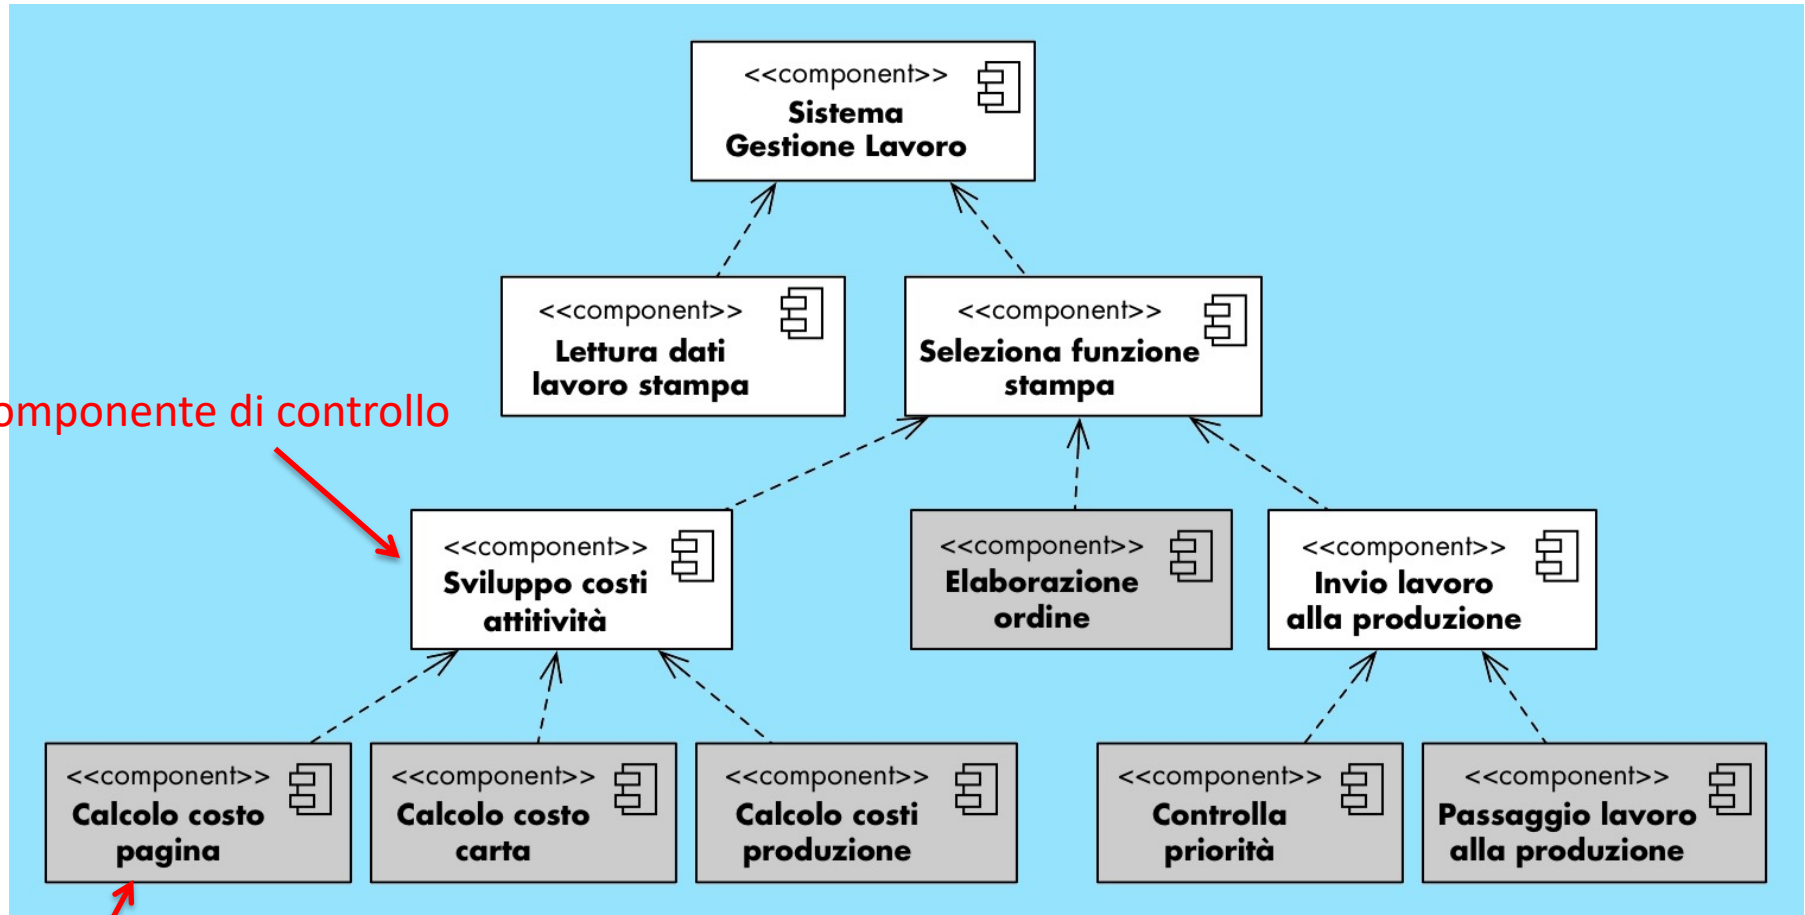 <<component>>
Sistema
Gestione Lavoro
<<component>>
Lettura dati
lavoro stampa
<<component>>
Seleziona funzione
stampa
omponente di controllo
<<component>>
Sviluppo costi
attitività
<<component>>
Elaborazione
ordine
<<component>>
Invio lavoro
alla produzione
<<component>>
Calcolo costo
pagina
<<component>>
Calcolo costo
carta
<<component>>
Calcolo costi
produzione
<<component>>
Controlla
priorità
<<component>>
Passaggio lavoro
alla produzione